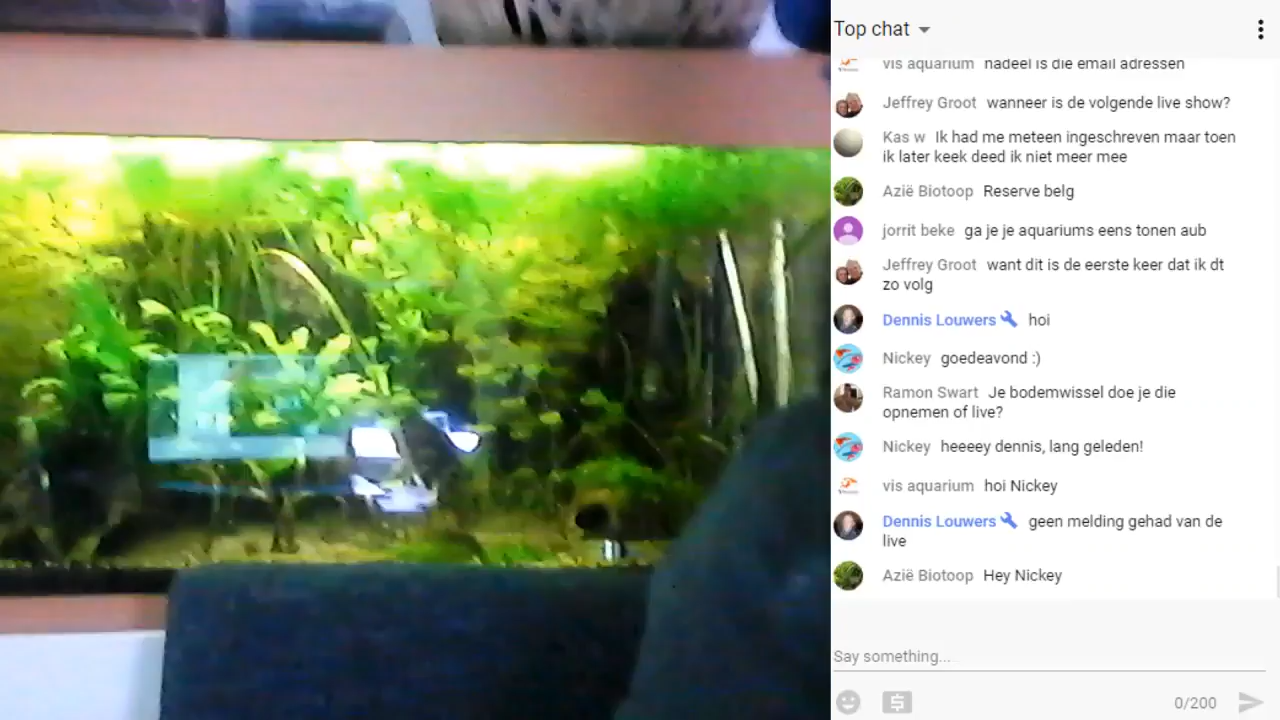 Top chat
vis aquarium nadeel is die email adressen
Jeffrey Groot wanneer is de volgende live show?
Kas w Ik had me meteen ingeschreven maar toen
ik later keek deed ik niet meer mee
Azië Biotoop Reserve belg
jorrit beke ga je je aquariums eens tonen aub
Jeffrey Groot want dit is de eerste keer dat ik dt
zo volg
Dennis Louwers hoi
Nickey goedeavond :)
Ramon Swart Je bodemwissel doe je die
opnemen of live?
Nickey heeeey dennis, lang geleden!
vis aquarium hoi Nickey
Dennis Louwers geen melding gehad van de
live
Azië Biotoop Hey Nickey
Say something...
0/200